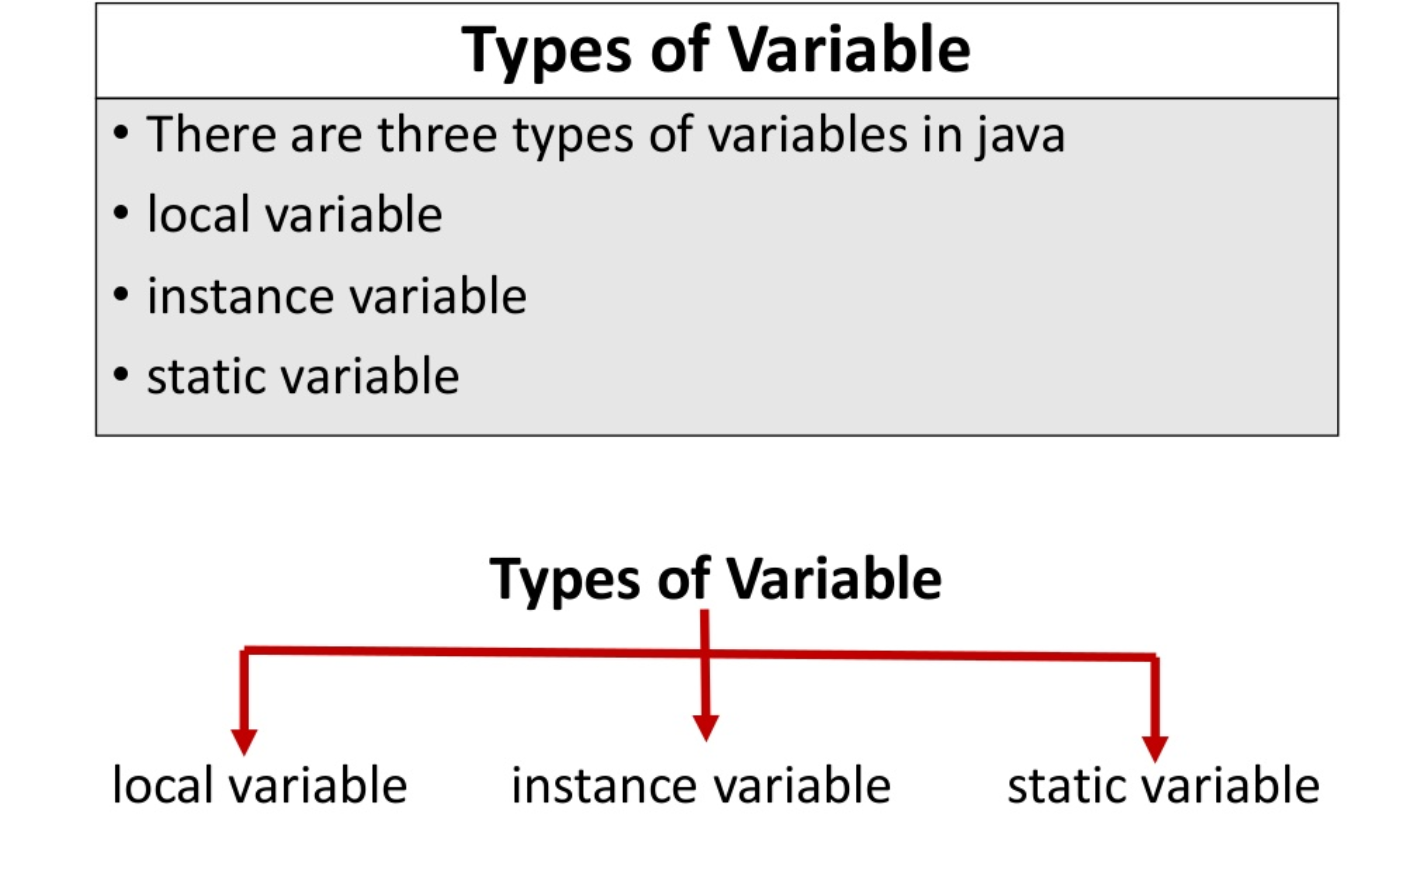 Types of Variable
• There are three types of variables in java
• local variable
• instance variable
• static variable
Types of Variable
local variable instance variable static variable